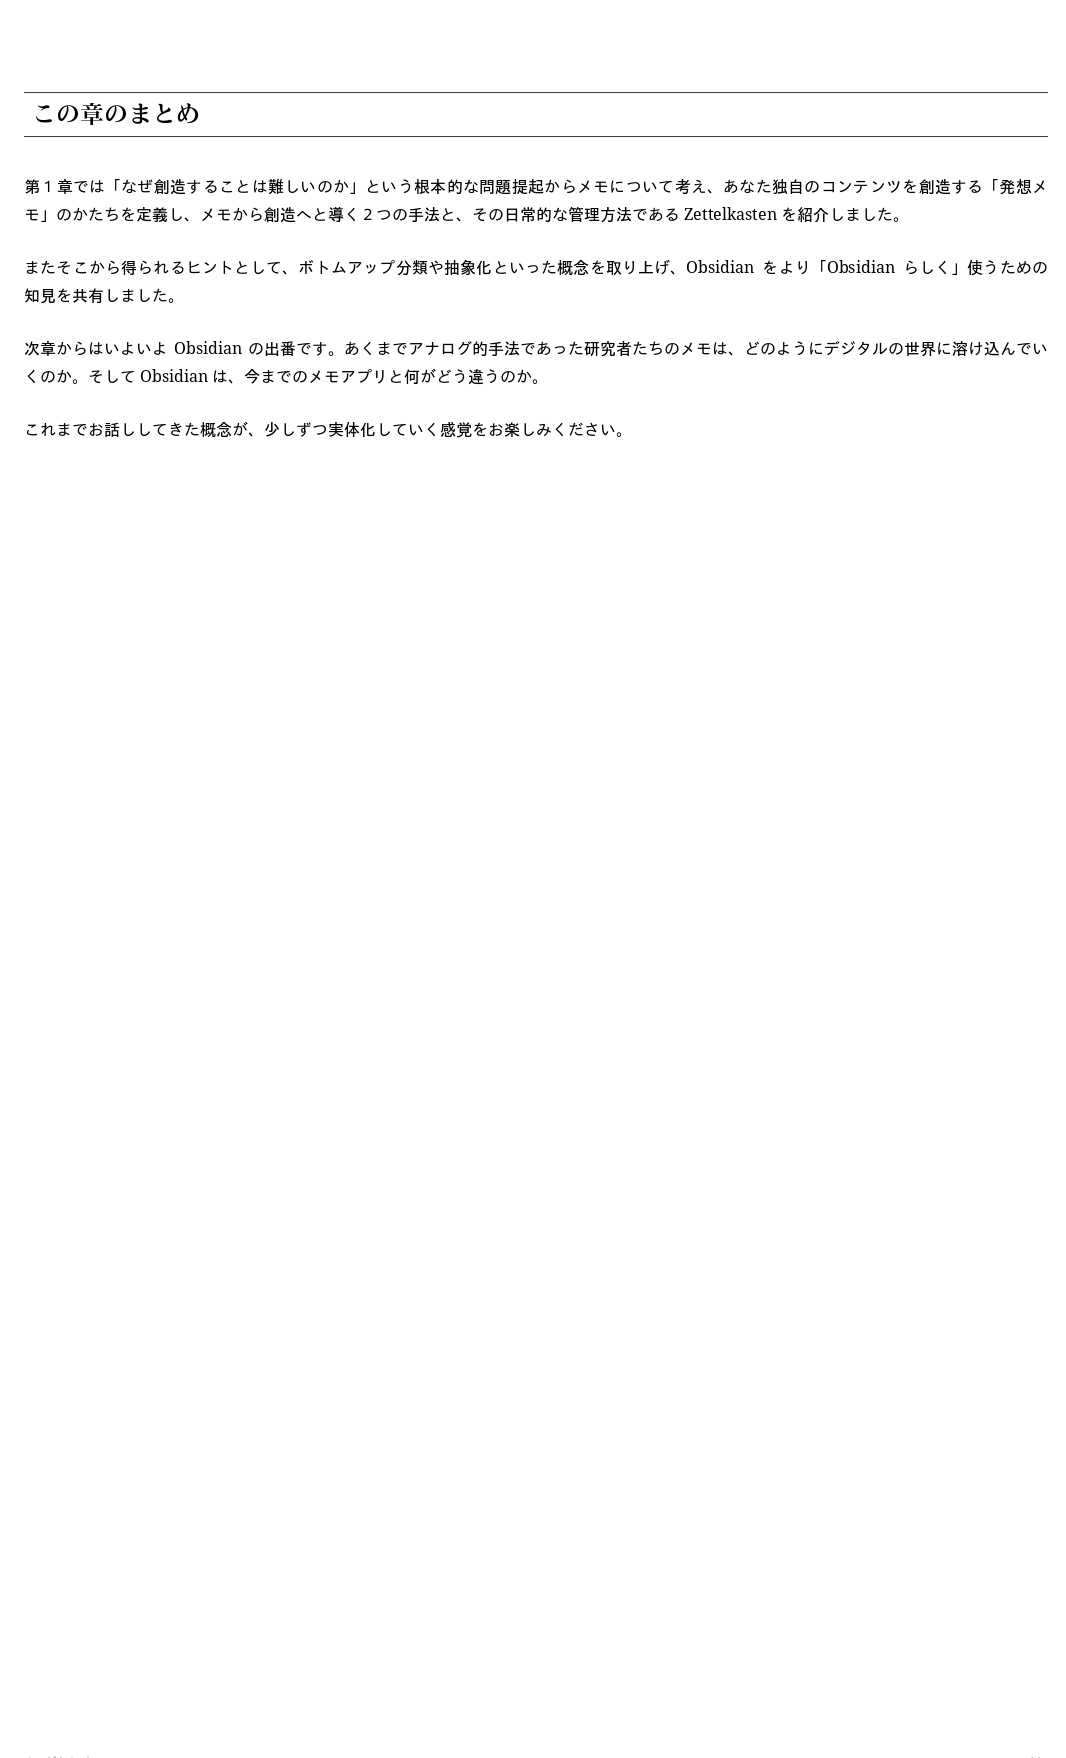 この章のまとめ
第１章では「なぜ創造することは難しいのか」という根本的な問題提起からメモについて考え、あなた独自のコンテンツを創造する「発想メ
モ」のかたちを定義し、メモから創造へと導く２つの手法と、その日常的な管理方法である Zettelkasten を紹介しました。
またそこから得られるヒントとして、ボトムアップ分類や抽象化といった概念を取り上げ、Obsidian をより「Obsidian らしく」使うための
知見を共有しました。
次章からはいよいよ Obsidian の出番です。あくまでアナログ的手法であった研究者たちのメモは、どのようにデジタルの世界に溶け込んでい
くのか。そして Obsidian は、今までのメモアプリと何がどう違うのか。
これまでお話ししてきた概念が、少しずつ実体化していく感覚をお楽しみください。